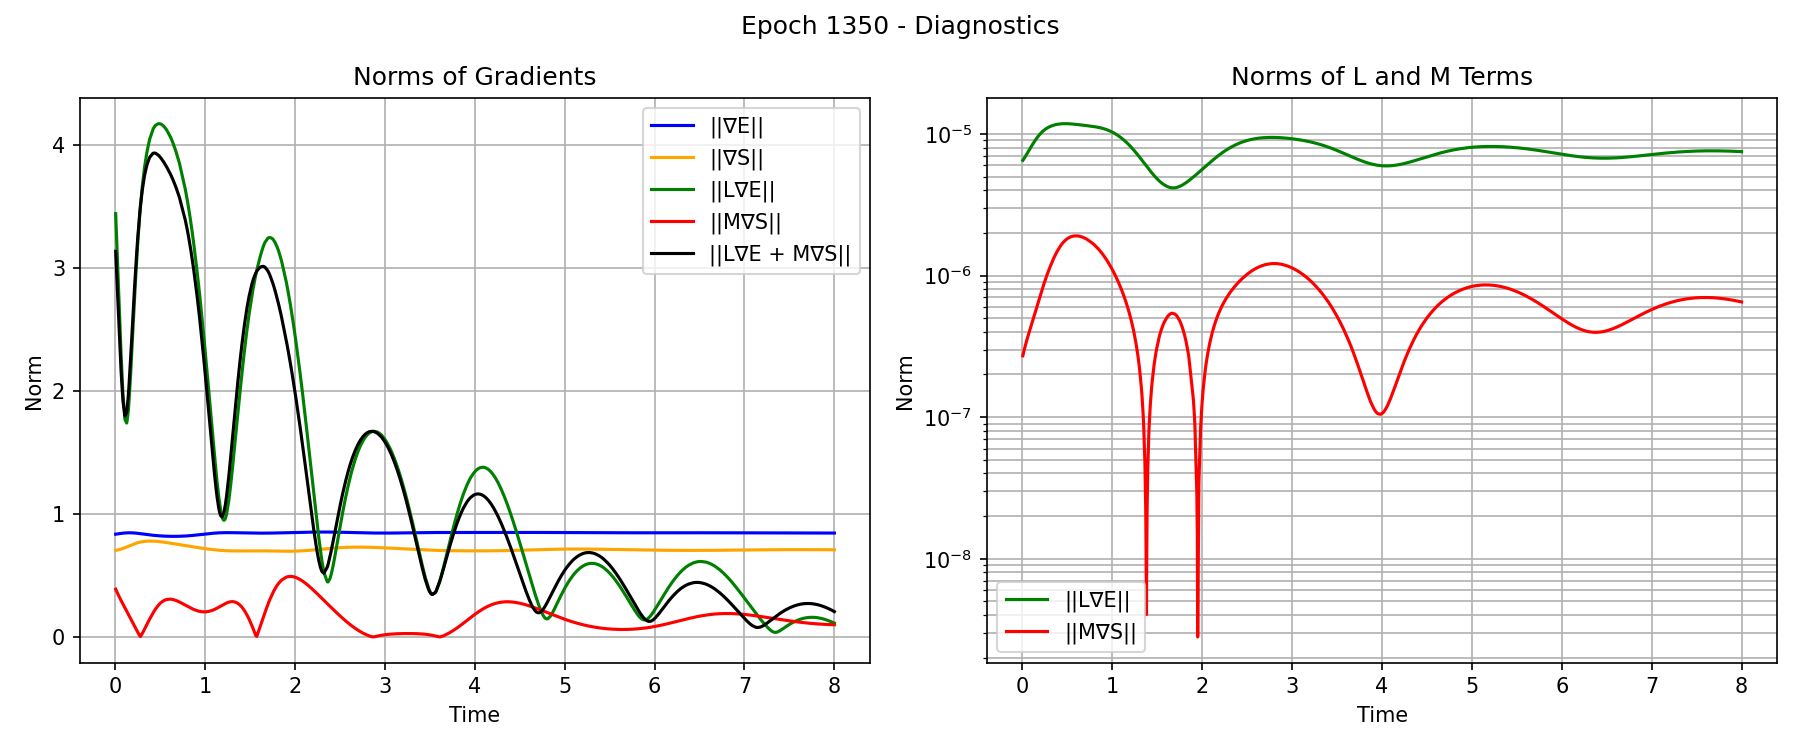 Epoch 1350 - Diagnostics
Norms of Gradients
||∇E||
||∇S||
||L∇E||
||M∇S||
||L∇E + M∇S||
4
3
2
1
0
Norm
0 1 2 3 4 5 6 7 8
Time
Norms of L and M Terms
10⁻⁵
10⁻⁶
10⁻⁷
10⁻⁸
Norm
||L∇E||
||M∇S||
0 1 2 3 4 5 6 7 8
Time